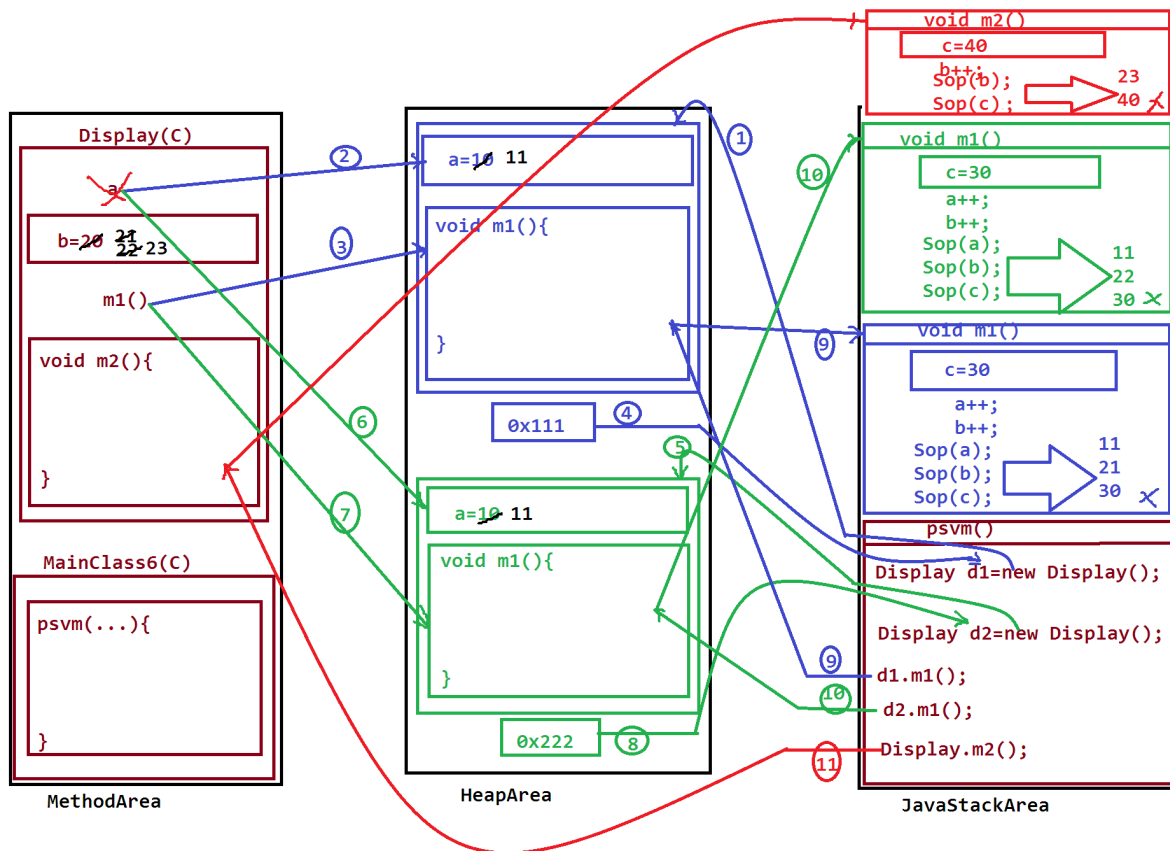 Display(C)
a
b=20 21
22 23
m1()
void m2(){
}
MainClass6(C)
psvm(...){
}
MethodArea
2
3
6
7
a=10 11
void m1(){
}
0x111
4
5
a=10 11
void m1(){
}
0x222
8
HeapArea
1
10
9
9
10
11
void m2()
c=40
b++;
Sop(b);
Sop(c);
23
40
void m1()
c=30
a++;
b++;
Sop(a);
Sop(b);
Sop(c);
11
22
30
void m1()
c=30
a++;
b++;
Sop(a);
Sop(b);
Sop(c);
11
21
30
psvm()
Display d1=new Display();
Display d2=new Display();
d1.m1();
d2.m1();
Display.m2();
JavaStackArea